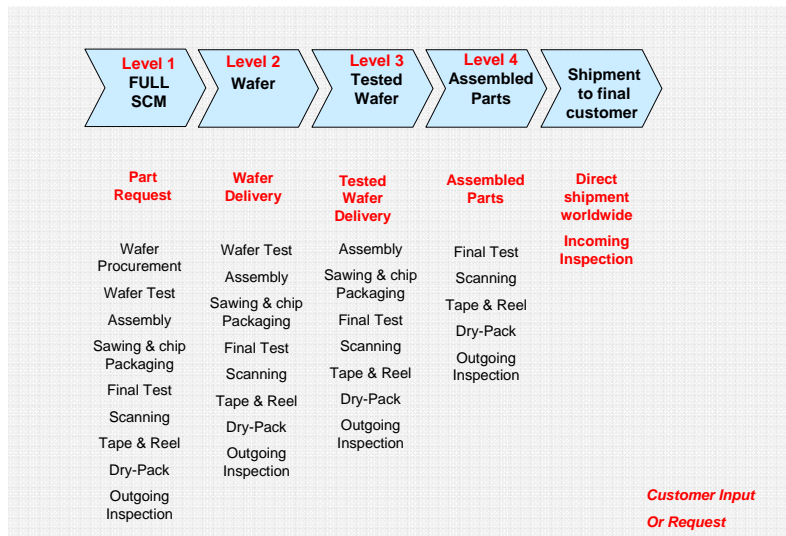 Level 1
FULL
SCM
Level 2
Wafer
Level 3
Tested
Wafer
Level 4
Assembled
Parts
Shipment
to final
customer
Part
Request
Wafer
Procurement
Wafer Test
Assembly
Sawing & chip
Packaging
Final Test
Scanning
Tape & Reel
Dry-Pack
Outgoing
Inspection
Wafer
Delivery
Wafer Test
Assembly
Sawing & chip
Packaging
Final Test
Scanning
Tape & Reel
Dry-Pack
Outgoing
Inspection
Tested
Wafer
Delivery
Assembly
Sawing & chip
Packaging
Final Test
Scanning
Tape & Reel
Dry-Pack
Outgoing
Inspection
Assembled
Parts
Final Test
Scanning
Tape & Reel
Dry-Pack
Outgoing
Inspection
Direct
shipment
worldwide
Incoming
Inspection
Customer Input
Or Request